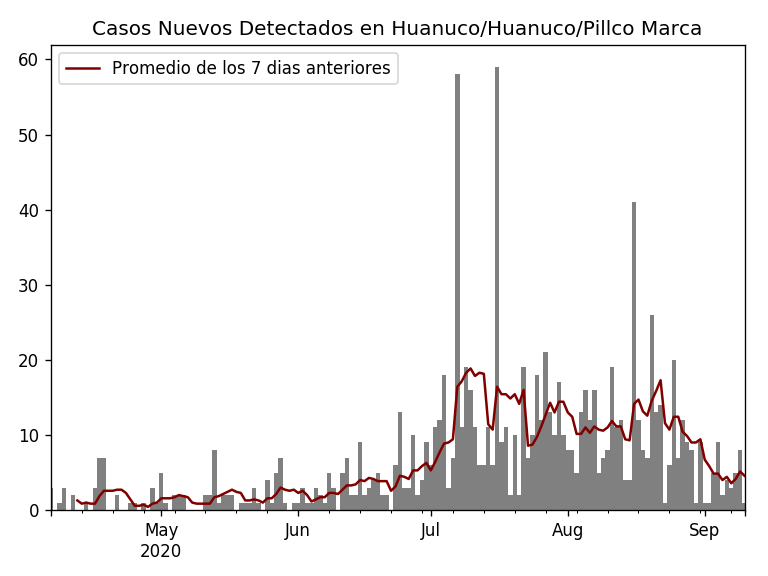 Casos Nuevos Detectados en Huanuco/Huanuco/Pillco Marca
Promedio de los 7 dias anteriores
60
50
40
30
20
10
0
May Jun Jul Aug Sep
2020